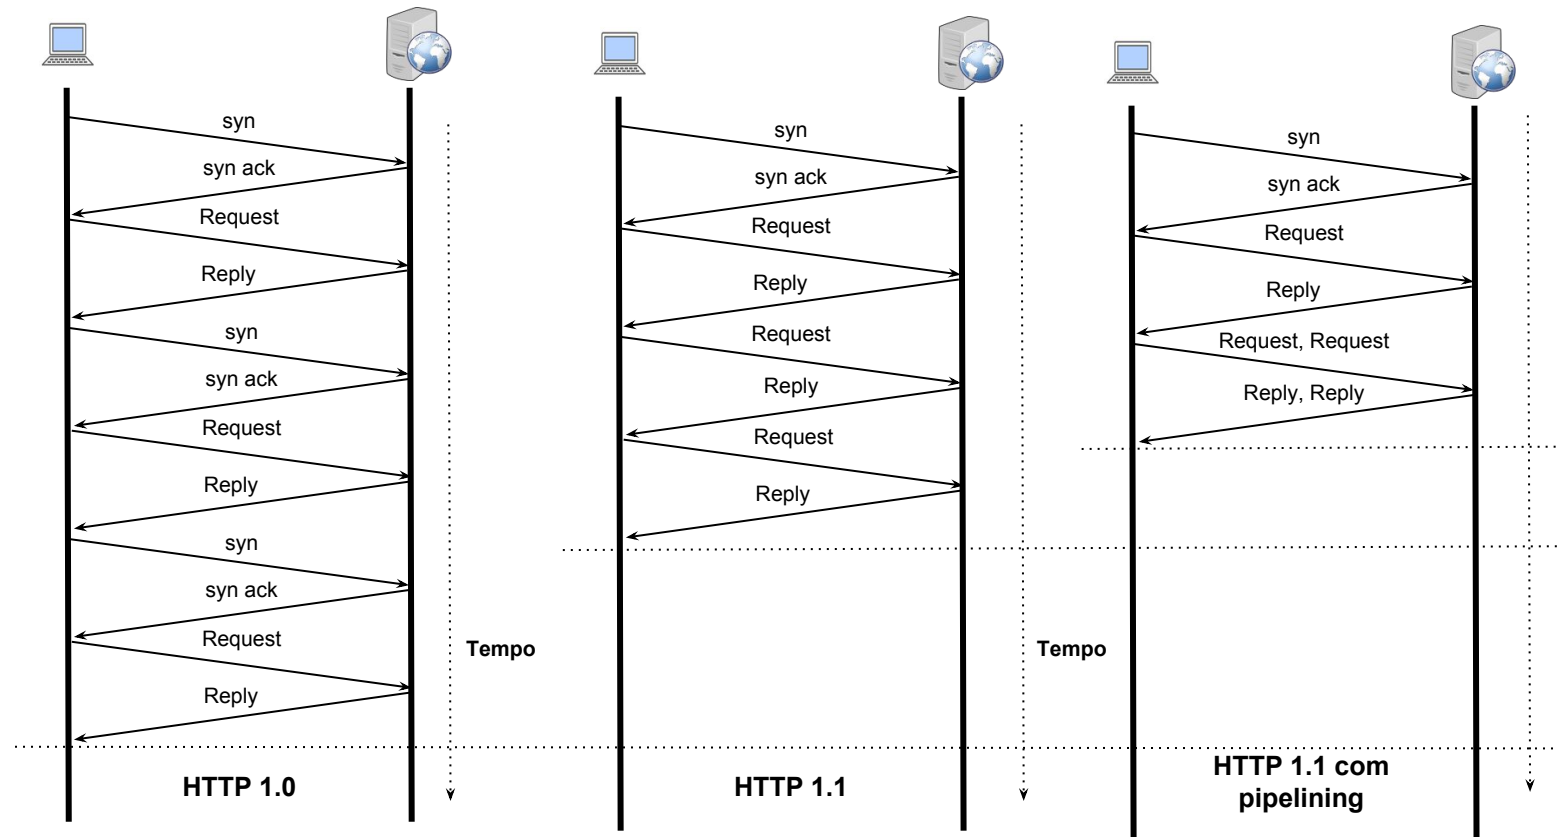 syn
syn ack
Request
Reply
syn
syn ack
Request
Reply
syn
syn ack
Request
Reply
Tempo
HTTP 1.0
syn
syn ack
Request
Reply
Request
Reply
Request
Reply
Tempo
HTTP 1.1
syn
syn ack
Request
Reply
Request, Request
Reply, Reply
HTTP 1.1 com
pipelining